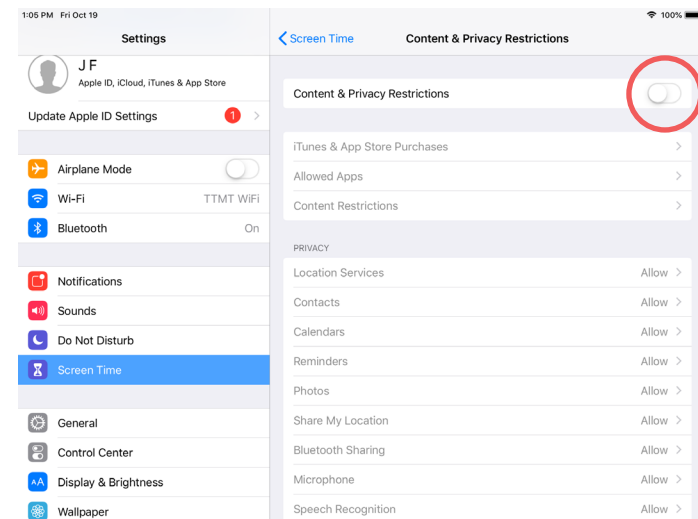 1:05 PM Fri Oct 19
100%
Settings
J F
Apple ID, iCloud, iTunes & App Store
Update Apple ID Settings 1
Airplane Mode
Wi-Fi TTMT WiFi
Bluetooth On
Notifications
Sounds
Do Not Disturb
Screen Time
General
Control Center
AA Display & Brightness
Wallpaper
Screen Time Content & Privacy Restrictions
Content & Privacy Restrictions
iTunes & App Store Purchases
Allowed Apps
Content Restrictions
PRIVACY
Location Services Allow
Contacts Allow
Calendars Allow
Reminders Allow
Photos Allow
Share My Location Allow
Bluetooth Sharing Allow
Microphone Allow
Speech Recognition Allow